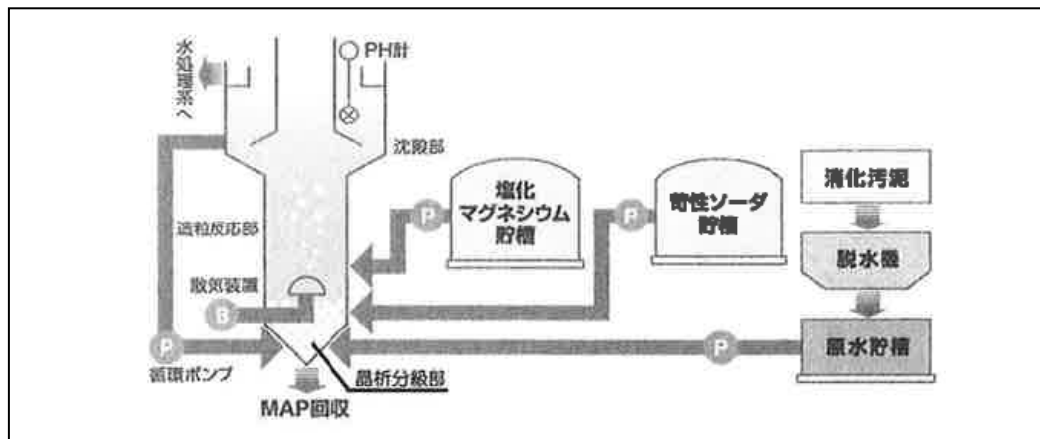 水処理系へ
PH計
沈殿部
塩化
マグネシウム
貯槽
苛性ソーダ
貯槽
消化汚泥
脱水器
原水貯槽
造粒反応部
散気装置
B
P
P
P
P
循環ポンプ
晶析分級部
MAP回収